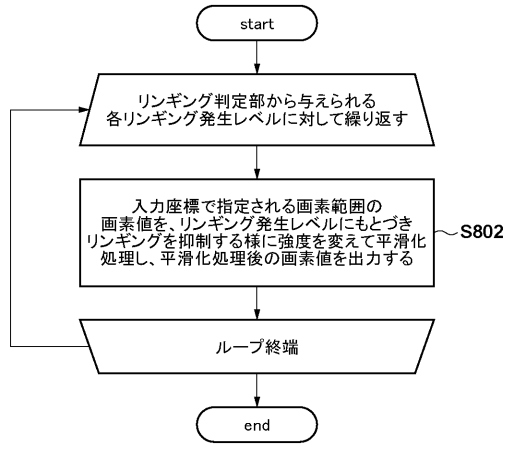 start
リンギング判定部から与えられる
各リンギング発生レベルに対して繰り返す
入力座標で指定される画素範囲の
画素値を、リンギング発生レベルにもとづき
リンギングを抑制する様に強度を変えて平滑化
処理し、平滑化処理後の画素値を出力する
S802
ループ終端
end